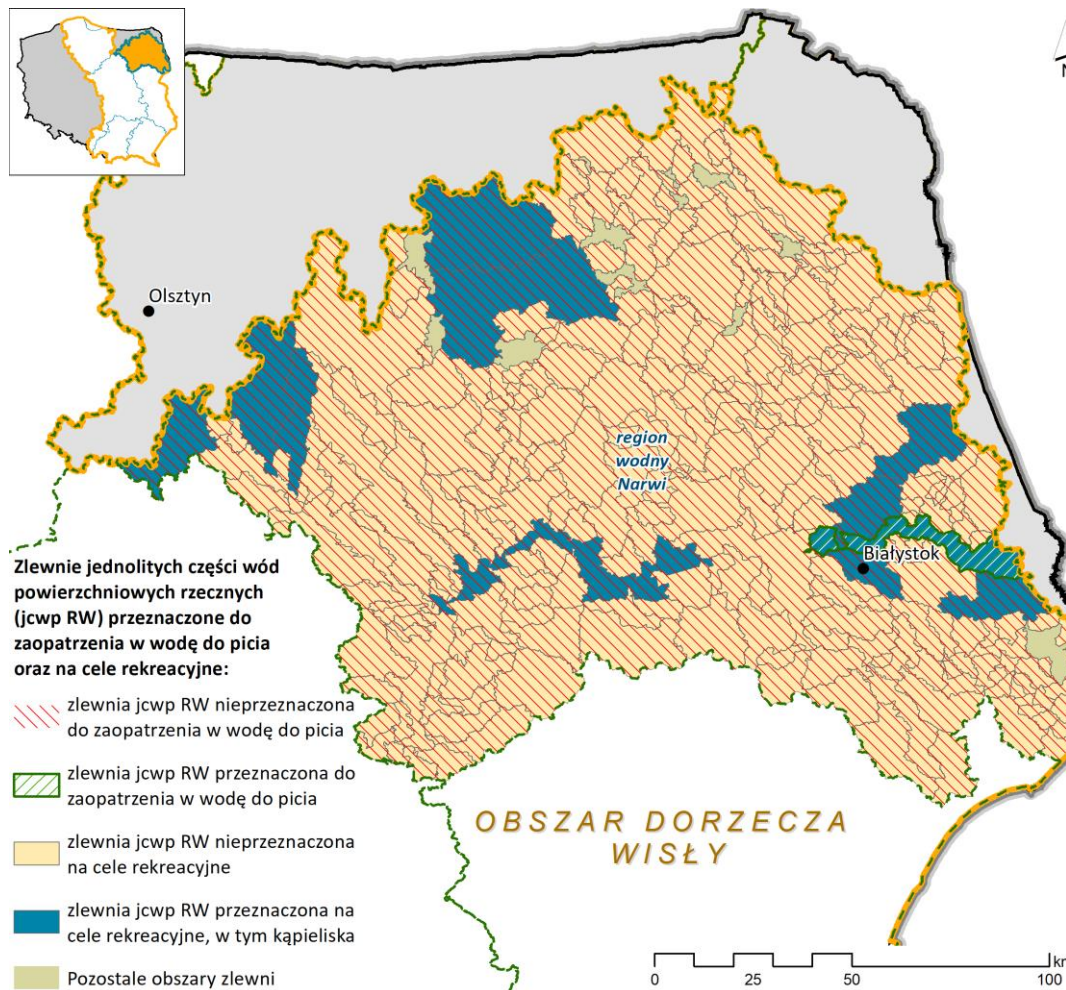 N
Olsztyn
region
wodny
Narwi
Białystok
Zlewnie jednolitych części wód
powierzchniowych rzecznych
(jcwp RW) przeznaczone do
zaopatrzenia w wodę do picia
oraz na cele rekreacyjne:
zlewnia jcwp RW nieprzeznaczona
do zaopatrzenia w wodę do picia
zlewnia jcwp RW przeznaczona do
zaopatrzenia w wodę do picia
zlewnia jcwp RW nieprzeznaczona
na cele rekreacyjne
zlewnia jcwp RW przeznaczona na
cele rekreacyjne, w tym kąpieliska
Pozostałe obszary zlewni
OBSZAR DORZECZA
WISŁY
km
0 25 50 100